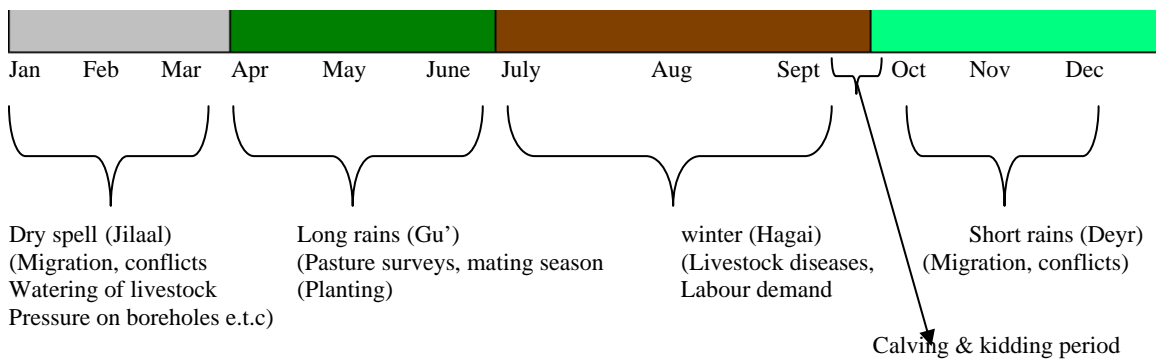 Jan Feb Mar Apr May June July Aug Sept Oct Nov Dec
Dry spell (Jilaal)
(Migration, conflicts
Watering of livestock
Pressure on boreholes e.t.c)
Long rains (Gu’)
(Pasture surveys, mating season
(Planting)
winter (Hagai)
(Livestock diseases,
Labour demand
Short rains (Deyr)
(Migration, conflicts)
Calving & kidding period